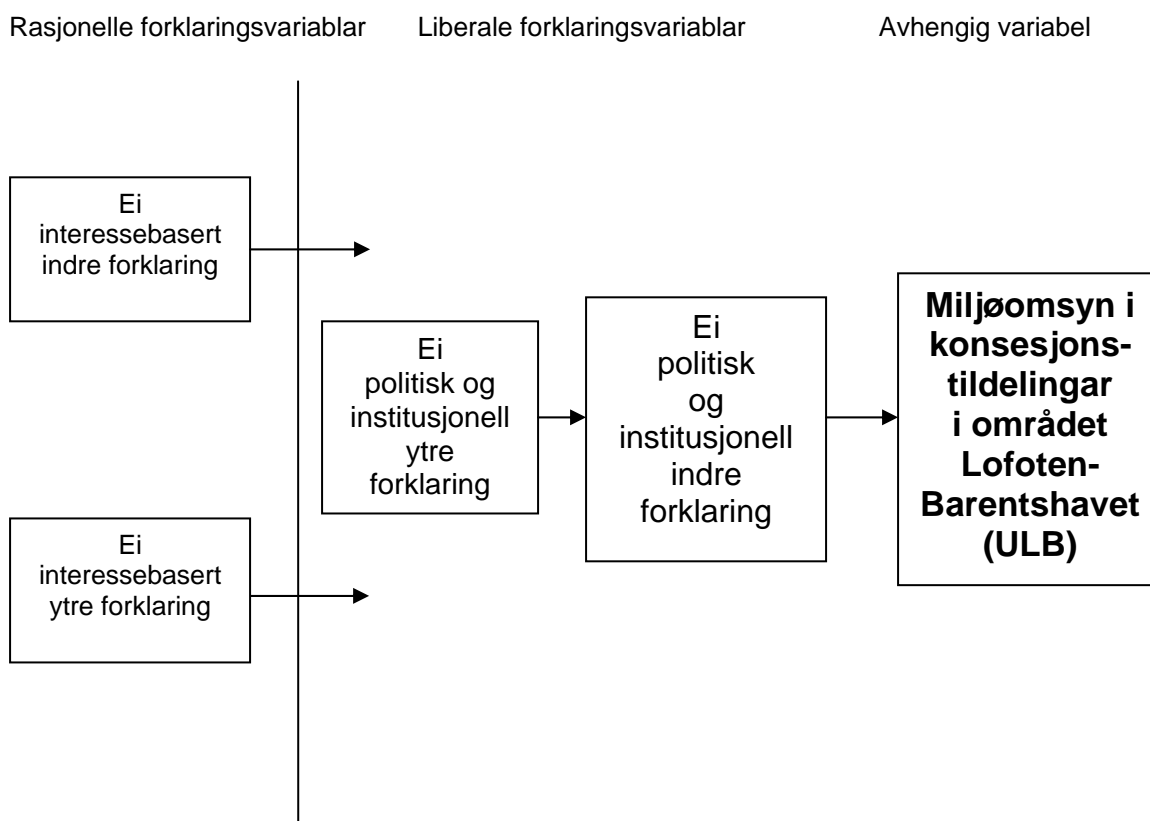 Rasjonelle forklaringsvariablar
Liberale forklaringsvariablar
Avhengig variabel
Ei
interessebasert
indre forklaring
Ei
interessebasert
ytre forklaring
Ei
politisk og
institusjonell
ytre
forklaring
Ei
politisk
og
institusjonell
indre
forklaring
Miljøomsyn i
konsesjons-
tildelingar
i området
Lofoten-
Barentshavet
(ULB)